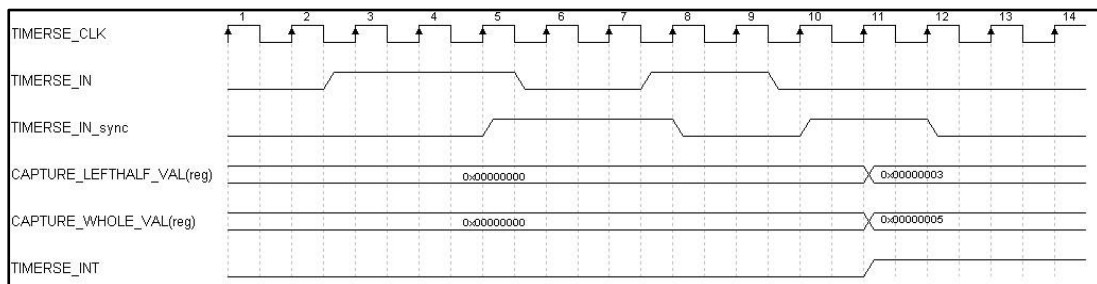 1 2 3 4 5 6 7 8 9 10 11 12 13 14
TIMERSE_CLK
TIMERSE_IN
TIMERSE_IN_sync
CAPTURE_LEFTHALF_VAL(reg) 0x00000000 0x00000003
CAPTURE_WHOLE_VAL(reg) 0x00000000 0x00000005
TIMERSE_INT